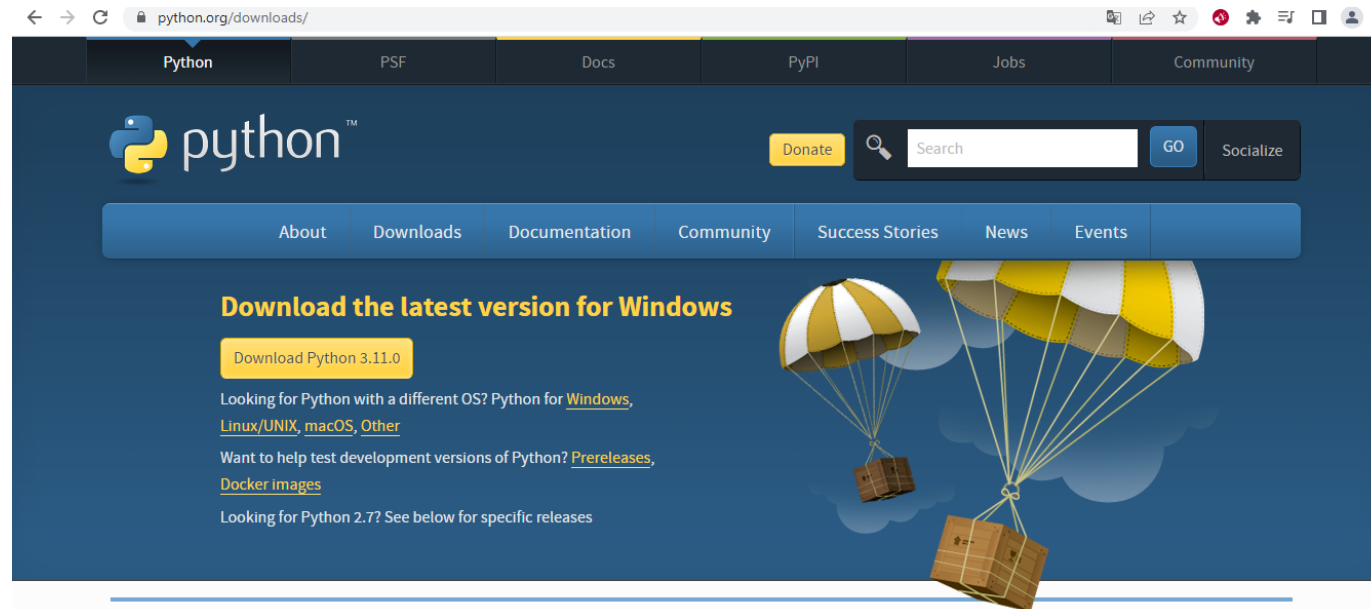 python.org/downloads/
Python PSF Docs PyPI Jobs Community
python™
Donate Search GO Socialize
About Downloads Documentation Community Success Stories News Events
Download the latest version for Windows
Download Python 3.11.0
Looking for Python with a different OS? Python for Windows,
Linux/UNIX, macOS, Other
Want to help test development versions of Python? Prereleases,
Docker images
Looking for Python 2.7? See below for specific releases